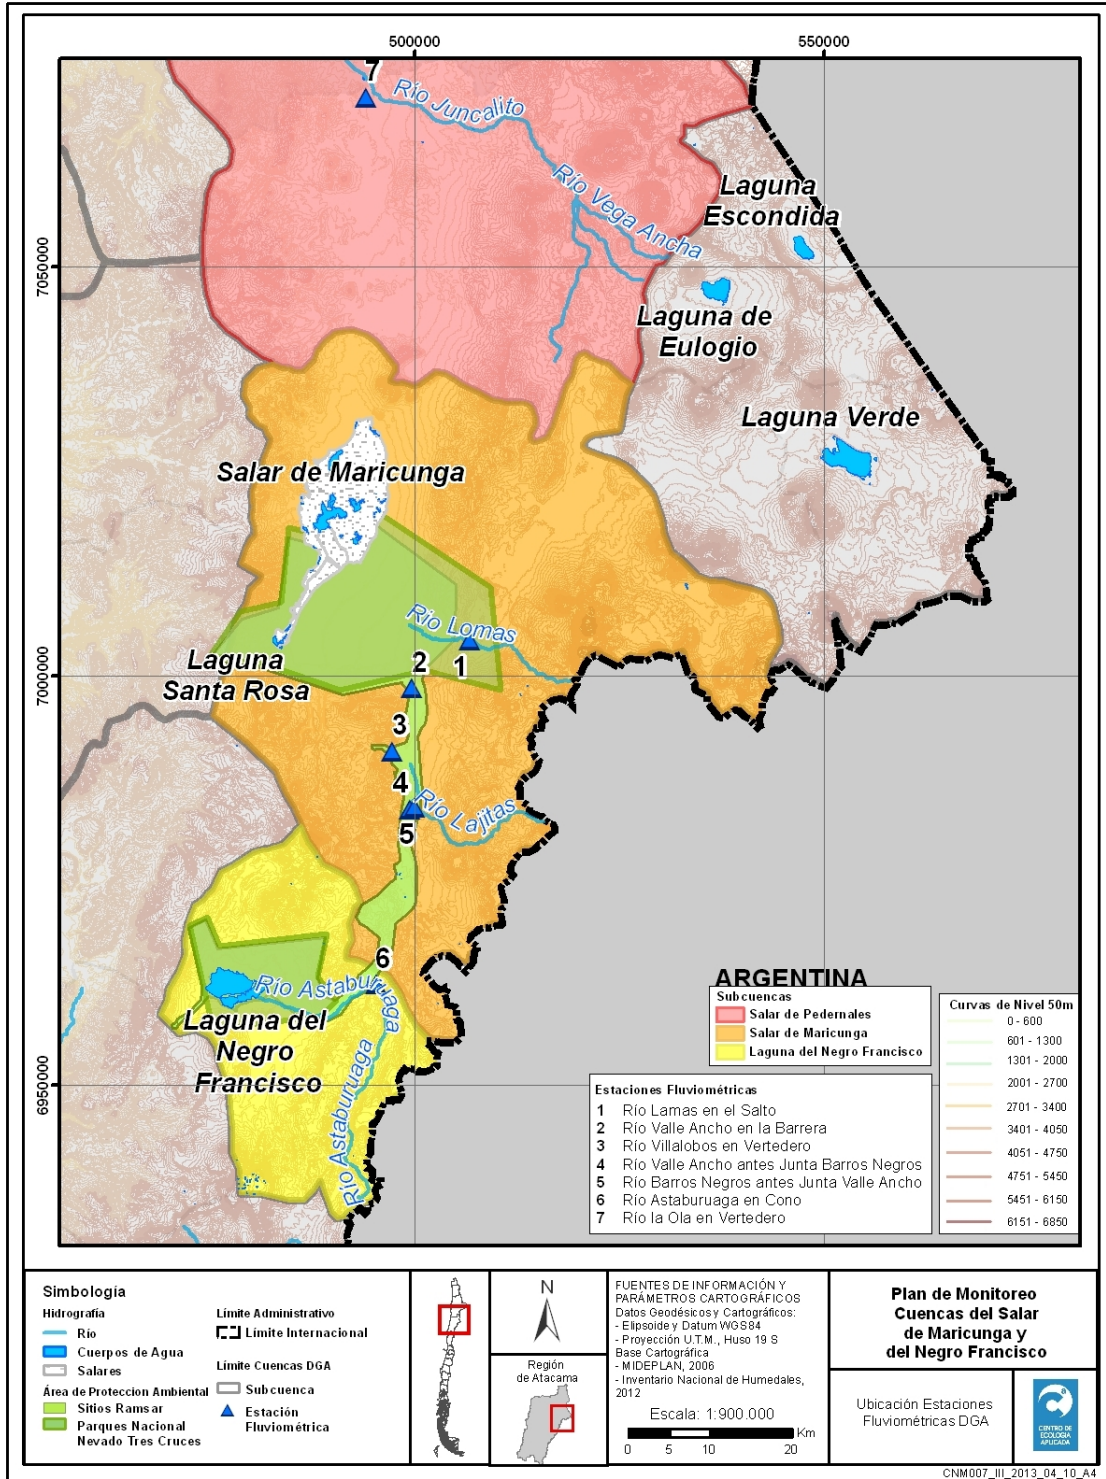 500000
550000
7050000
7000000
6950000
7
Río Juncalito
Río Vega Ancha
Laguna
Escondida
Laguna de
Eulogio
Laguna Verde
Salar de Maricunga
Río Lomas
2
1
Laguna
Santa Rosa
3
4
Río Lajitas
5
6
Río Astaburuaga
Laguna del
Negro
Francisco
Río Astaburuaga
ARGENTINA
Subcuencas
Salar de Pedernales
Salar de Maricunga
Laguna del Negro Francisco
Estaciones Fluviométricas
1 Río Lamas en el Salto
2 Río Valle Ancho en la Barrera
3 Río Villalobos en Vertedero
4 Río Valle Ancho antes Junta Barros Negros
5 Río Barros Negros antes Junta Valle Ancho
6 Río Astaburuaga en Cono
7 Río la Ola en Vertedero
Curvas de Nivel 50m
0 - 600
601 - 1300
1301 - 2000
2001 - 2700
2701 - 3400
3401 - 4050
4051 - 4750
4751 - 5450
5451 - 6150
6151 - 6850
Simbología
Hidrografía
Río
Cuerpos de Agua
Salares
Área de Proteccion Ambiental
Sitios Ramsar
Parques Nacional
Nevado Tres Cruces
Límite Administrativo
Límite Internacional
Límite Cuencas DGA
Subcuenca
Estación
Fluviométrica
N
Región
de Atacama
FUENTES DE INFORMACIÓN Y
PARÁMETROS CARTOGRÁFICOS
Datos Geodésicos y Cartográficos:
- Elipsoide y Datum WGS84
- Proyección U.T.M., Huso 19 S
Base Cartográfica
- MIDEPLAN, 2006
- Inventario Nacional de Humedales,
2012
Escala: 1:900.000
0 5 10 20 Km
Plan de Monitoreo
Cuencas del Salar
de Maricunga y
del Negro Francisco
Ubicación Estaciones
Fluviométricas DGA
CENTRO DE
ECOLOGÍA
APLICADA
CNM007_III_2013_04_10_A4